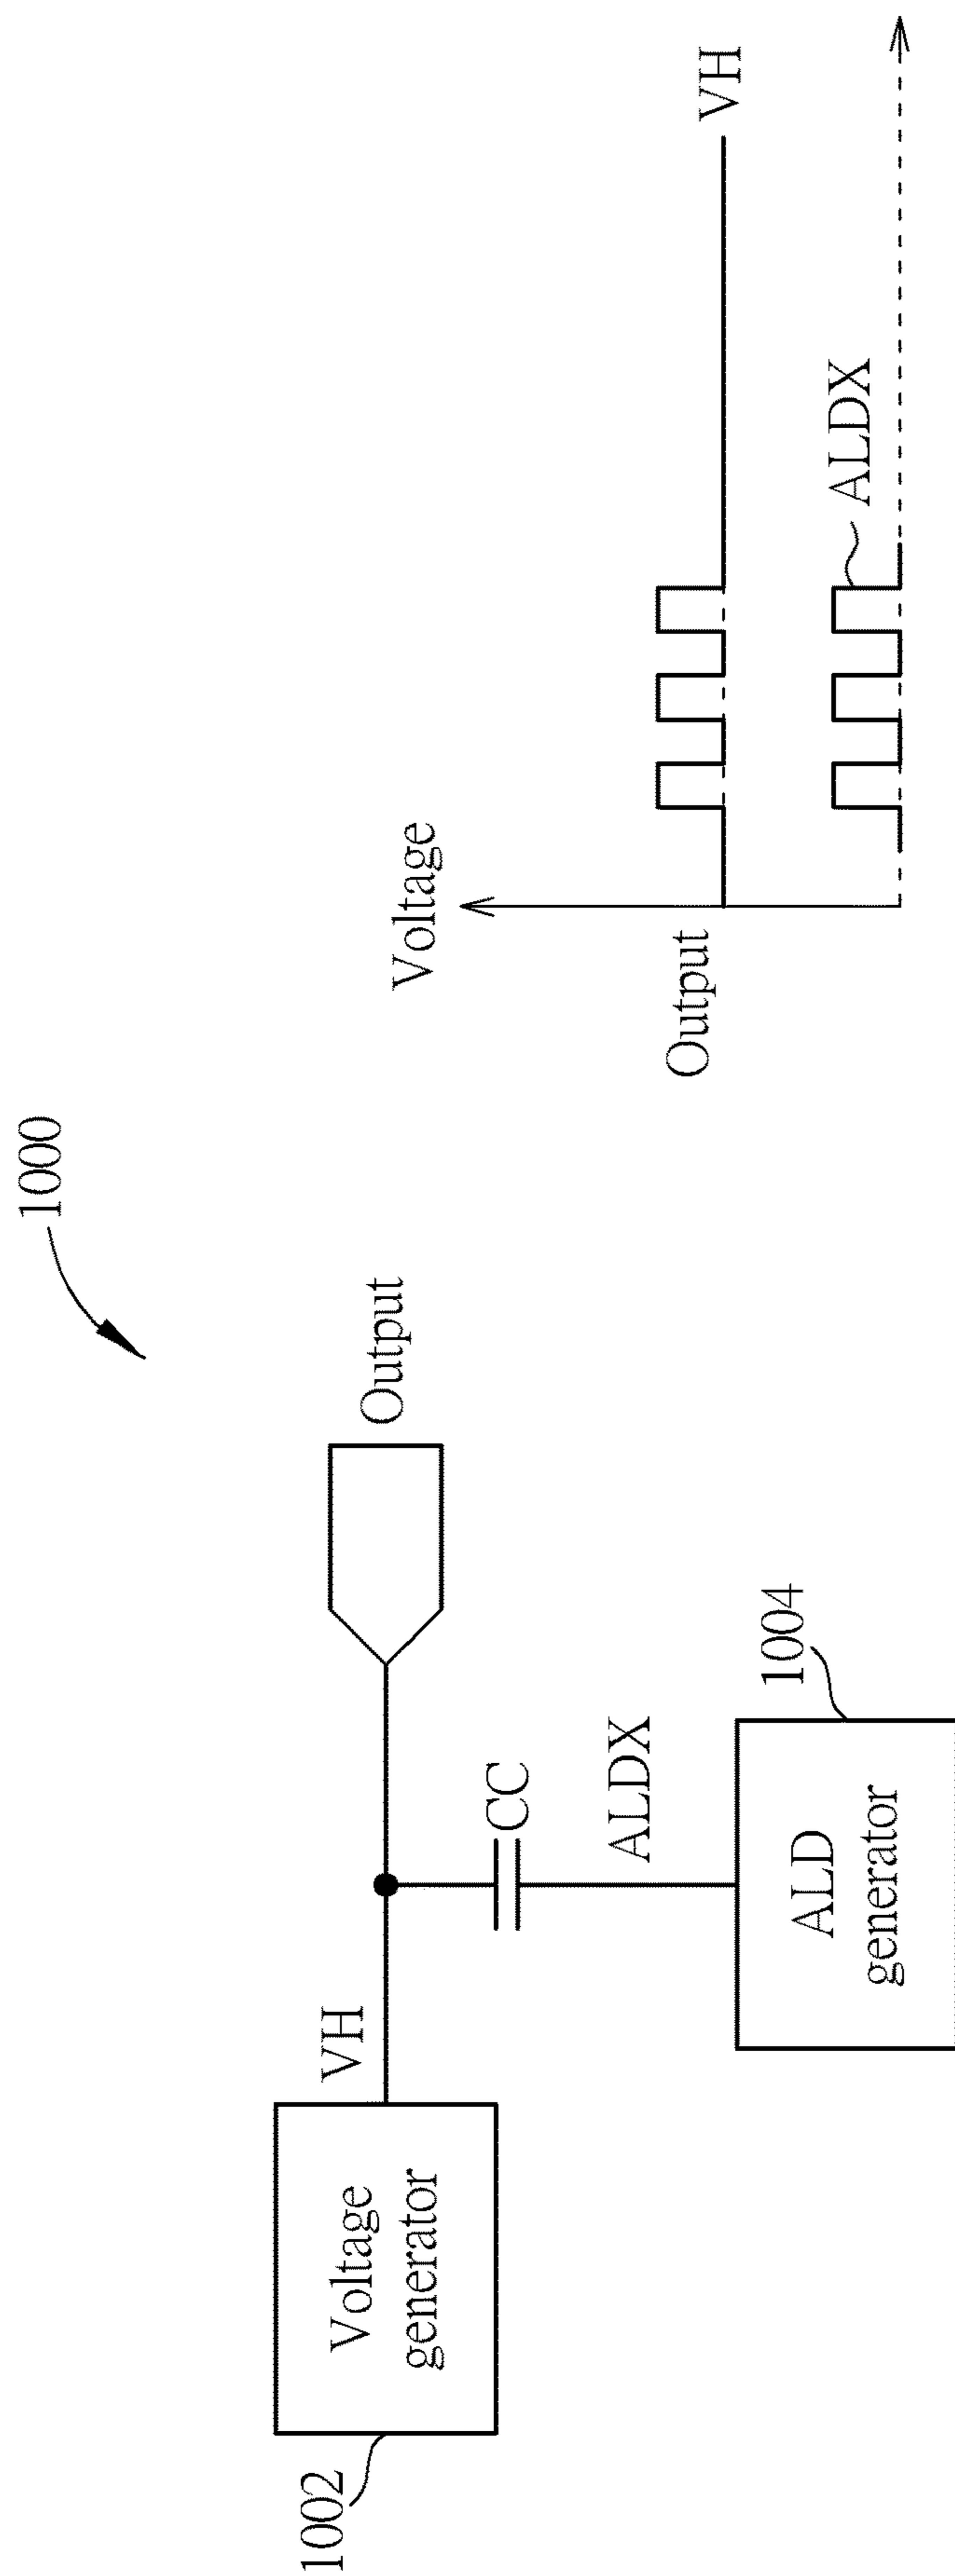 1000
1002
Voltage
generator
VH
Output
CC
ALDX
ALD
generator
1004
Voltage
Output
VH
ALDX